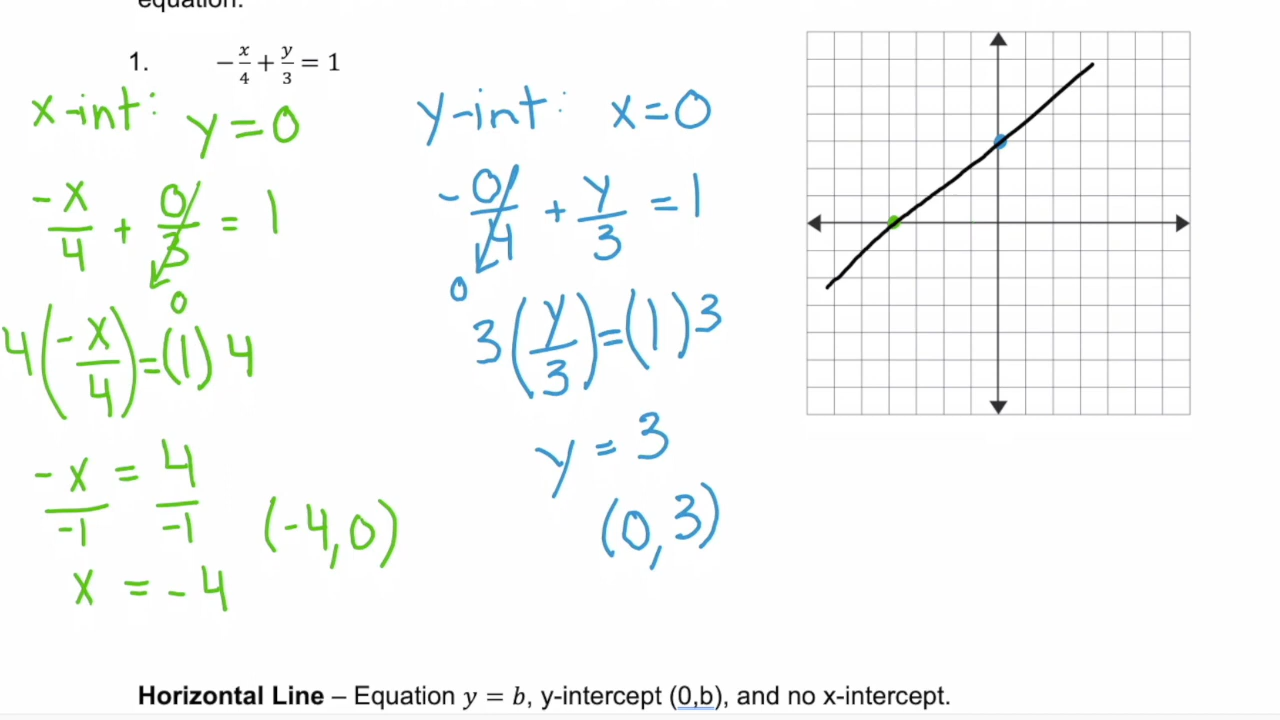 equation.
1. −x/4 + y/3 = 1
x-int: y=0
-x/4 + 0/3 = 1
0
4(-x/4)=(1)4
-x/-1 = 4/-1
(-4,0)
x = -4
y-int: x=0
-0/4 + y/3 = 1
0
3(y/3)=(1)3
y = 3
(0,3)
Horizontal Line – Equation y = b, y-intercept (0,b), and no x-intercept.